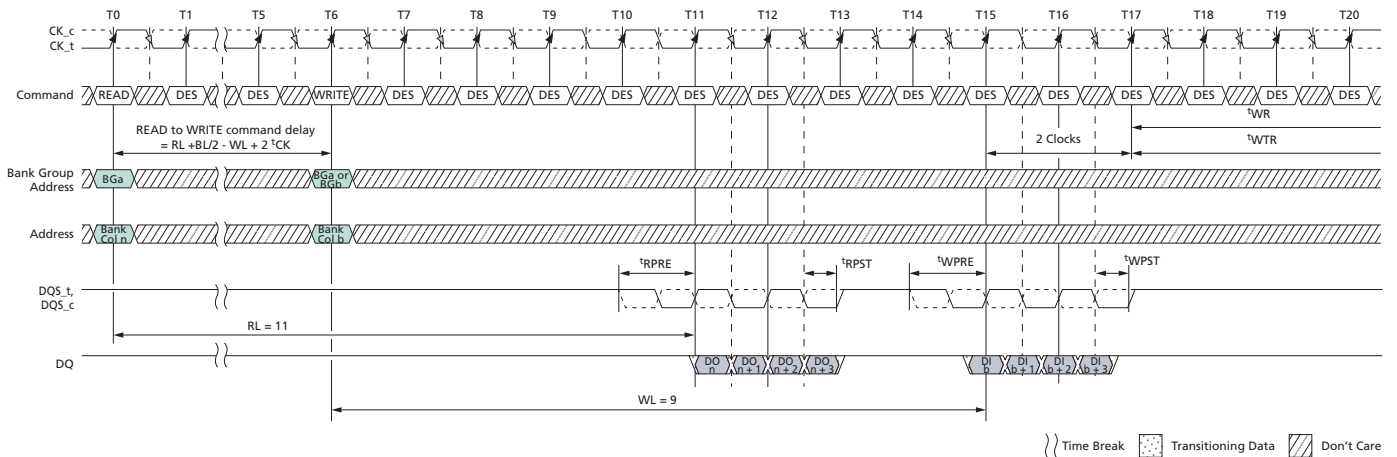 T0 T1 T5 T6 T7 T8 T9 T10 T11 T12 T13 T14 T15 T16 T17 T18 T19 T20
CK_c
CK_t
Command READ DES DES WRITE DES DES DES DES DES DES DES DES DES DES DES DES DES DES
tWR
READ to WRITE command delay
= RL +BL/2 - WL + 2 tCK
2 Clocks
tWTR
Bank Group
Address
BGa
BGa or
BGb
Address
Bank
Col n
Bank
Col b
tRPRE tRPST tWPRE tWPST
DQS_t,
DQS_c
RL = 11
DQ
DO
n
DO
n + 1
DO
n + 2
DO
n + 3
DI
b
DI
b + 1
DI
b + 2
DI
b + 3
WL = 9
Time Break Transitioning Data Don't Care